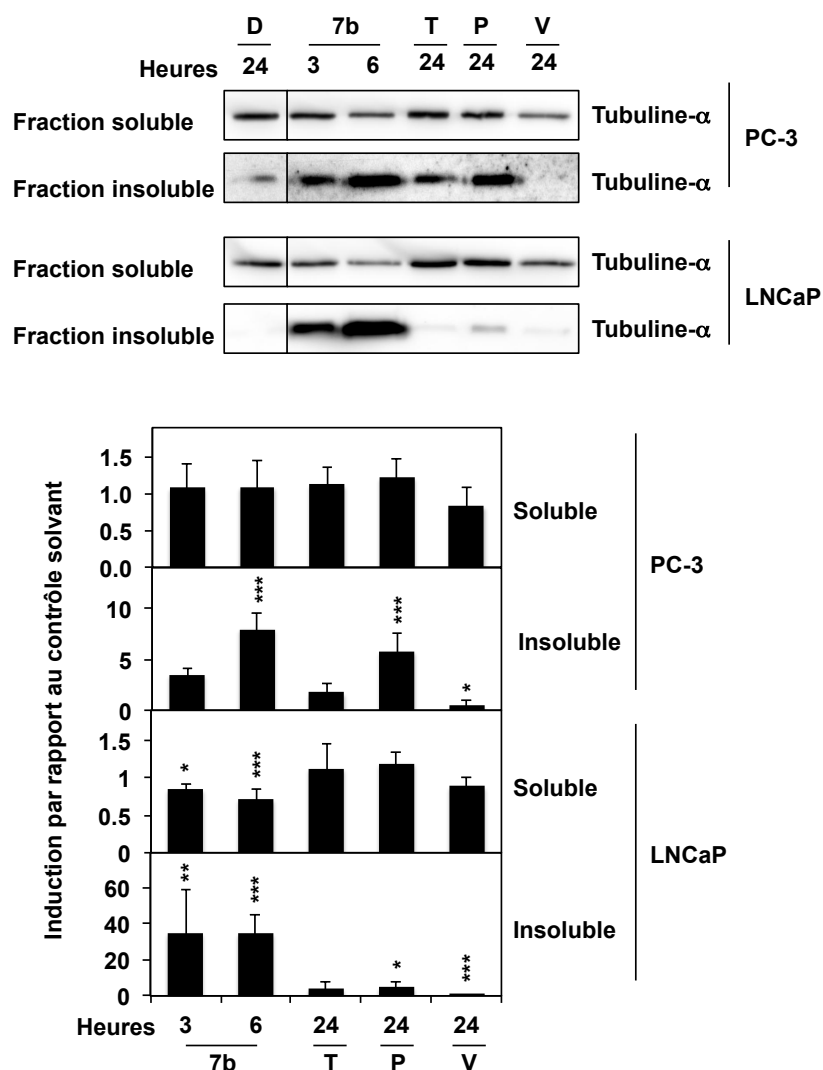 D 7b T P V
Heures 24 3 6 24 24 24
Fraction soluble Tubuline-α
PC-3
Fraction insoluble Tubuline-α
Fraction soluble Tubuline-α
LNCaP
Fraction insoluble Tubuline-α
Induction par rapport au contrôle solvant
1.5
1.0
0.5
0.0
Soluble
PC-3
10
5
0
*** *** *
Insoluble
1.5
1
0.5
0
* ***
Soluble
LNCaP
60
40
20
0
** *** * ***
Insoluble
Heures 3 6 24 24 24
7b T P V